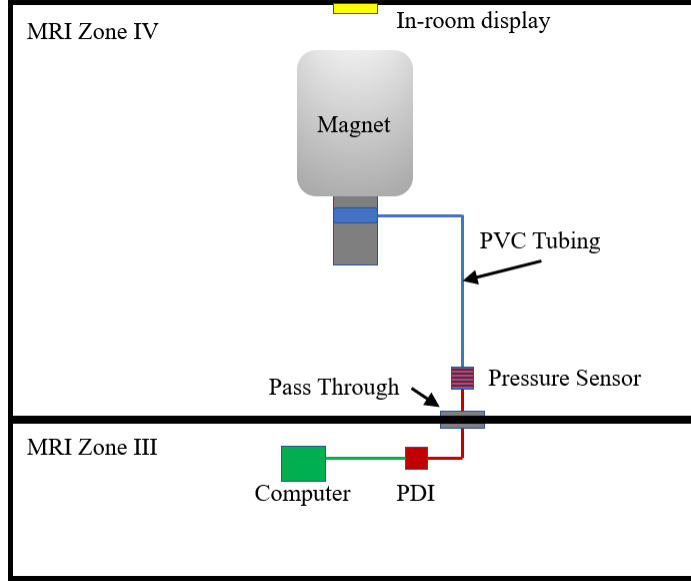 In-room display
MRI Zone IV
Magnet
PVC Tubing
Pressure Sensor
Pass Through
MRI Zone III
Computer
PDI